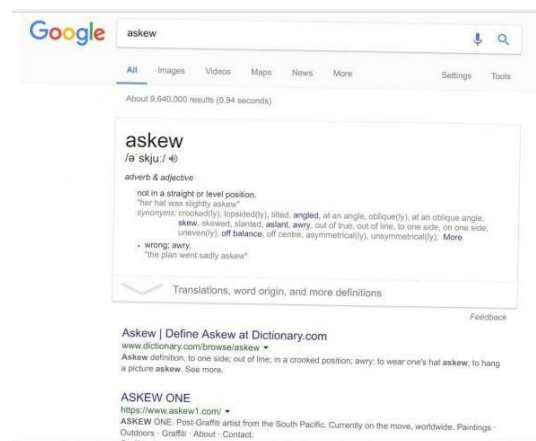 Google askew
All Images Videos Maps News More Settings Tools
About 9,640,000 results (0.94 seconds)
askew
/əˈskjuː/
adverb & adjective
not in a straight or level position.
"her hat was slightly askew"
synonyms: crooked(ly), lopsided(ly), tilted, angled, at an angle, oblique(ly), at an oblique angle,
skew, skewed, slanted, aslant, awry, out of true, out of line, to one side, on one side,
uneven(ly), off balance, off centre, asymmetrical(ly), unsymmetrical(ly); More
• wrong; awry.
"the plan went sadly askew"
Translations, word origin, and more definitions
Feedback
Askew | Define Askew at Dictionary.com
www.dictionary.com/browse/askew
Askew definition, to one side; out of line; in a crooked position; awry: to wear one's hat askew; to hang
a picture askew. See more.
ASKEW ONE
https://www.askew1.com/
ASKEW ONE. Post-Graffiti artist from the South Pacific. Currently on the move, worldwide. Paintings ·
Outdoors · Graffiti · About · Contact.